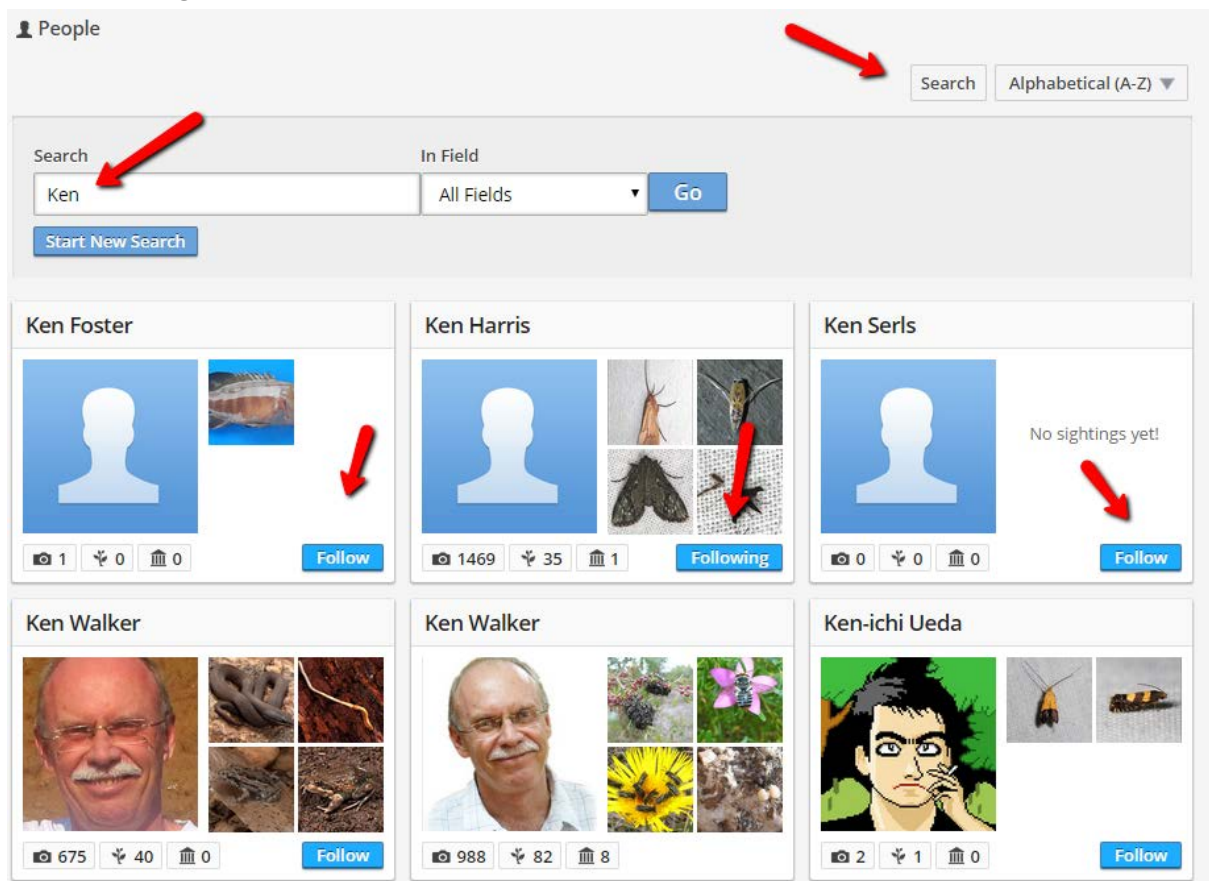 People
Search Alphabetical (A-Z)
Search In Field
Ken All Fields Go
Start New Search
Ken Foster Ken Harris Ken Serls
No sightings yet!
1 0 0 Follow 1469 35 1 Following 0 0 0 Follow
Ken Walker Ken Walker Ken-ichi Ueda
675 40 0 Follow 988 82 8 2 1 0 Follow